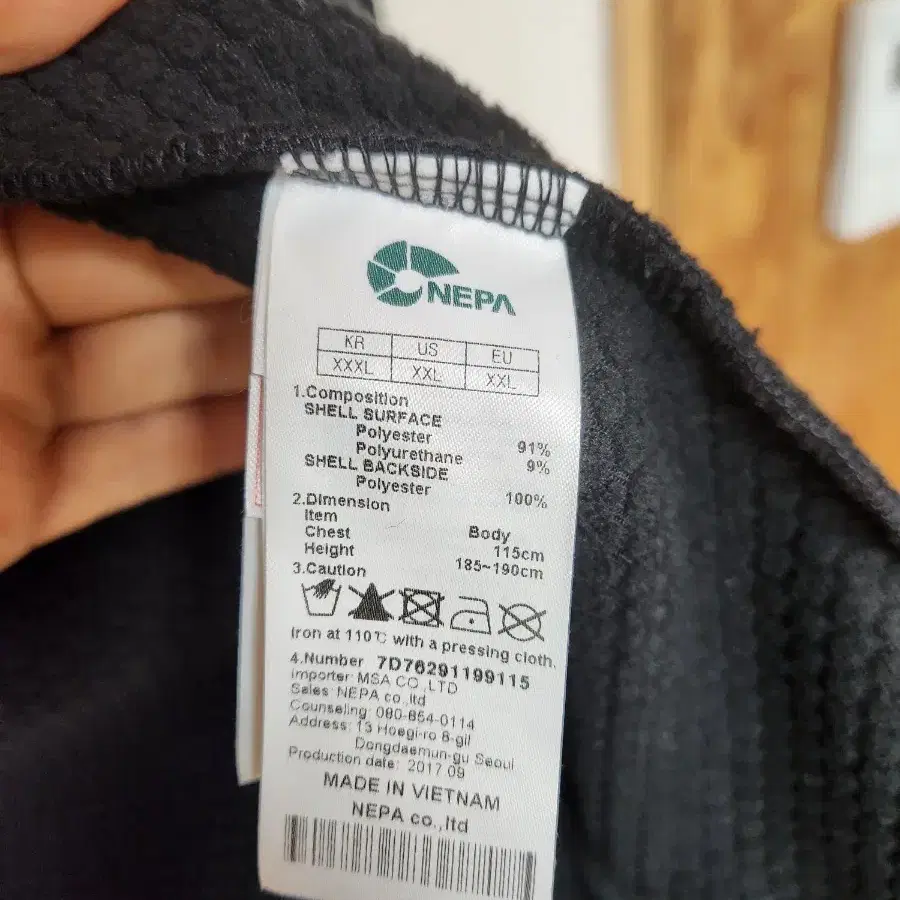 NEPA
KR US EU
XXXL XXL XXL
1.Composition
SHELL SURFACE
Polyester 91%
Polyurethane 9%
SHELL BACKSIDE
Polyester 100%
2.Dimension
Item Body
Chest 115cm
Height 185~190cm
3.Caution
Iron at 110℃ with a pressing cloth.
4.Number 7D76291199115
Importer: MSA CO.,LTD
Sales: NEPA co.,ltd
Counseling: 080-854-0114
Address: 13 Hoegi-ro 8-gil
Dongdaemun-gu Seoul
Production date: 2017.09
MADE IN VIETNAM
NEPA co.,ltd